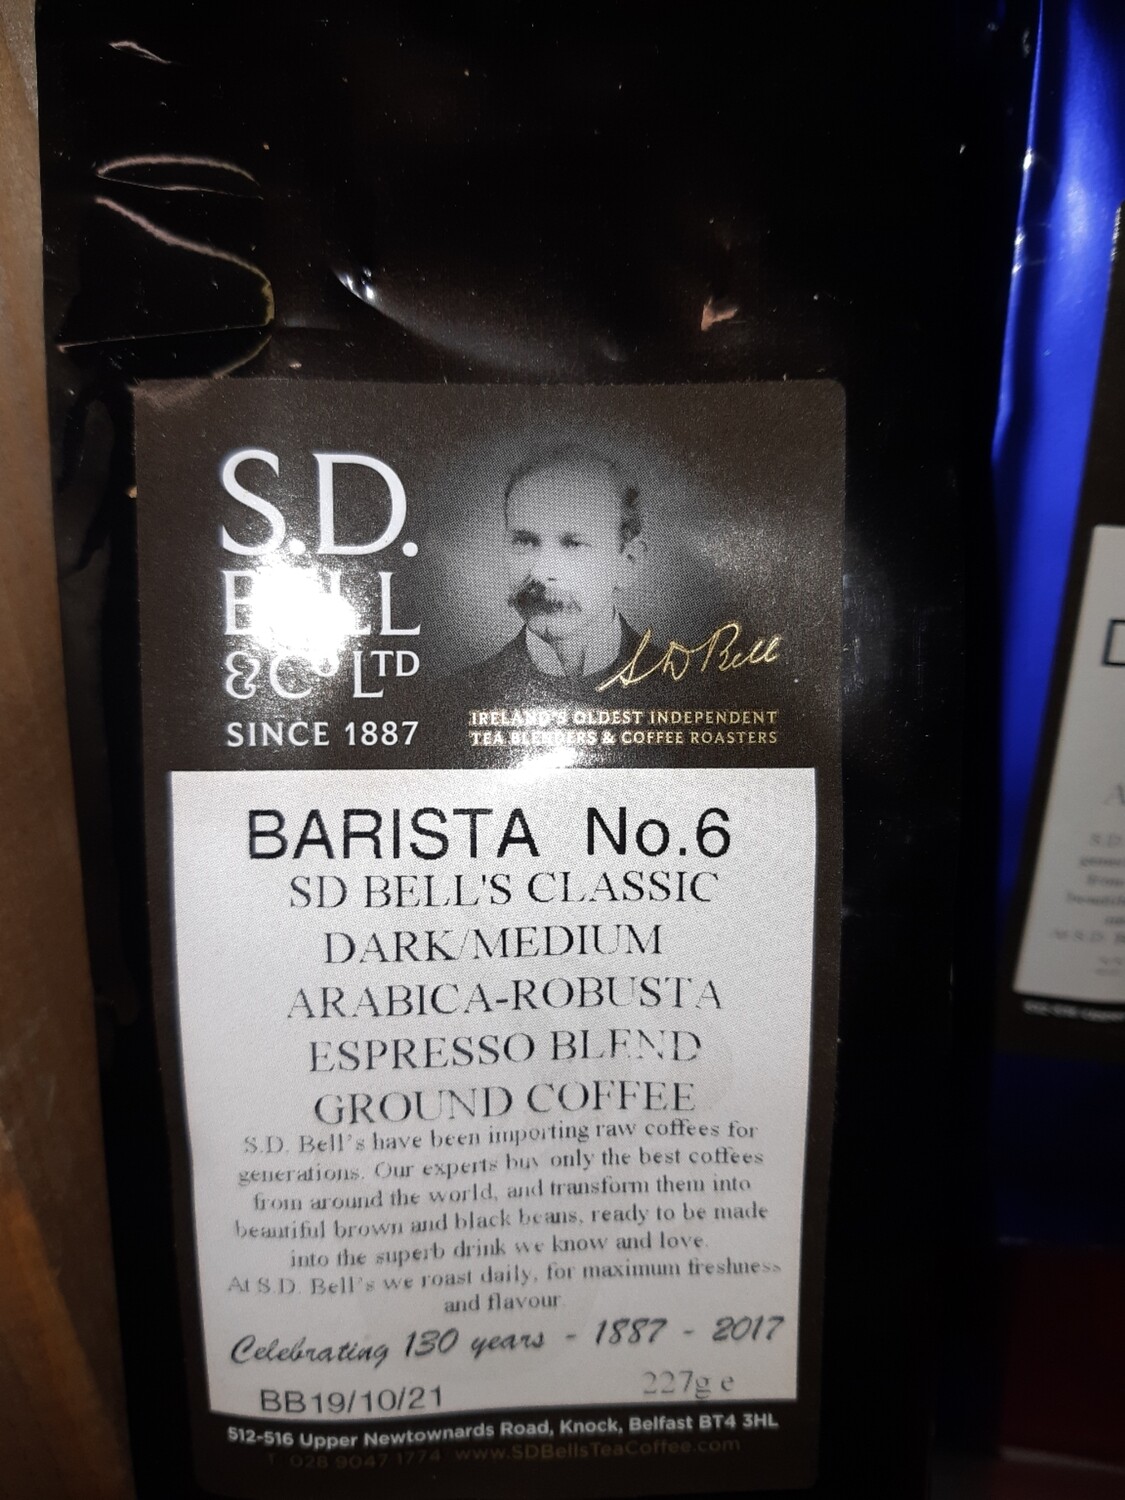 S.D.
BELL
& Co LTD
SINCE 1887
SD Bell
IRELAND'S OLDEST INDEPENDENT
TEA BLENDERS & COFFEE ROASTERS
BARISTA No.6
SD BELL'S CLASSIC
DARK/MEDIUM
ARABICA-ROBUSTA
ESPRESSO BLEND
GROUND COFFEE
S.D. Bell's have been importing raw coffees for
generations. Our experts buy only the best coffees
from around the world, and transform them into
beautiful brown and black beans, ready to be made
into the superb drink we know and love.
At S.D. Bell's we roast daily, for maximum freshness
and flavour.
Celebrating 130 years - 1887 - 2017
227g e
BB19/10/21
512-516 Upper Newtownards Road, Knock, Belfast BT4 3HL
T 028 9047 1774 www.SDBellsTeaCoffee.com